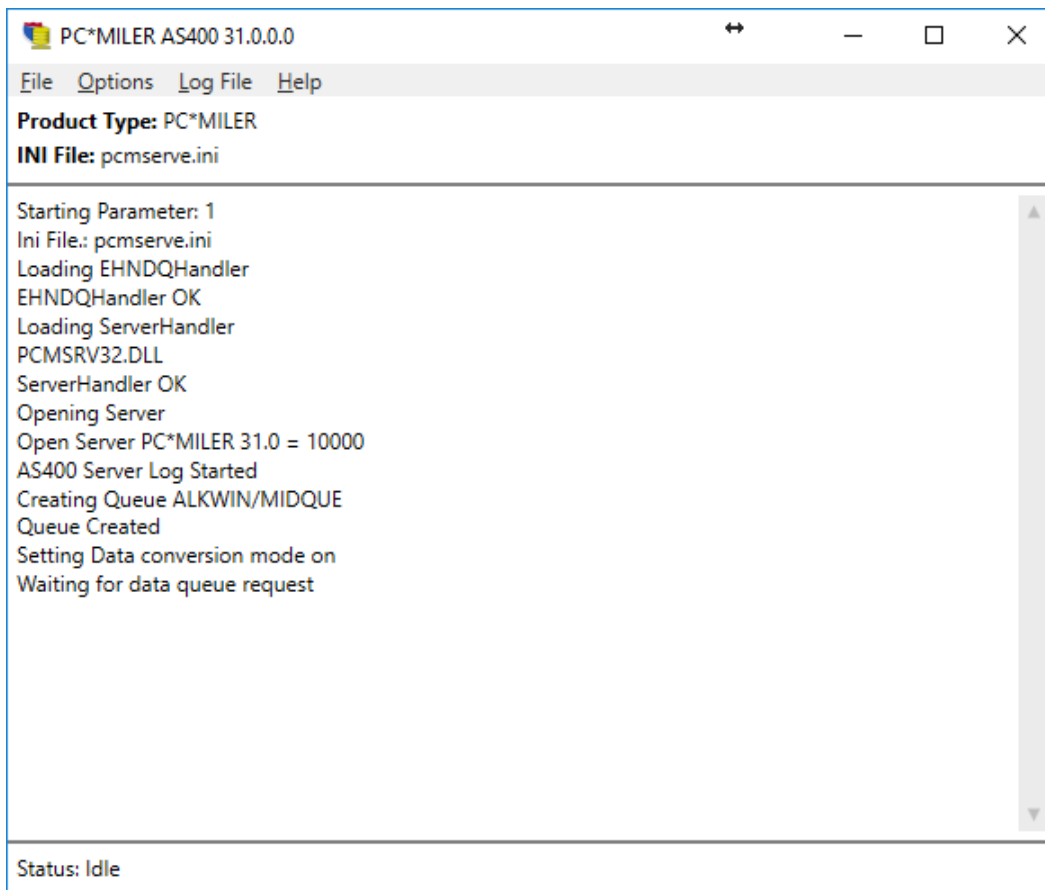 PC*MILER AS400 31.0.0.0
File Options Log File Help
Product Type: PC*MILER
INI File: pcmserve.ini
Starting Parameter: 1
Ini File.: pcmserve.ini
Loading EHNDQHandler
EHNDQHandler OK
Loading ServerHandler
PCMSRV32.DLL
ServerHandler OK
Opening Server
Open Server PC*MILER 31.0 = 10000
AS400 Server Log Started
Creating Queue ALKWIN/MIDQUE
Queue Created
Setting Data conversion mode on
Waiting for data queue request
Status: Idle